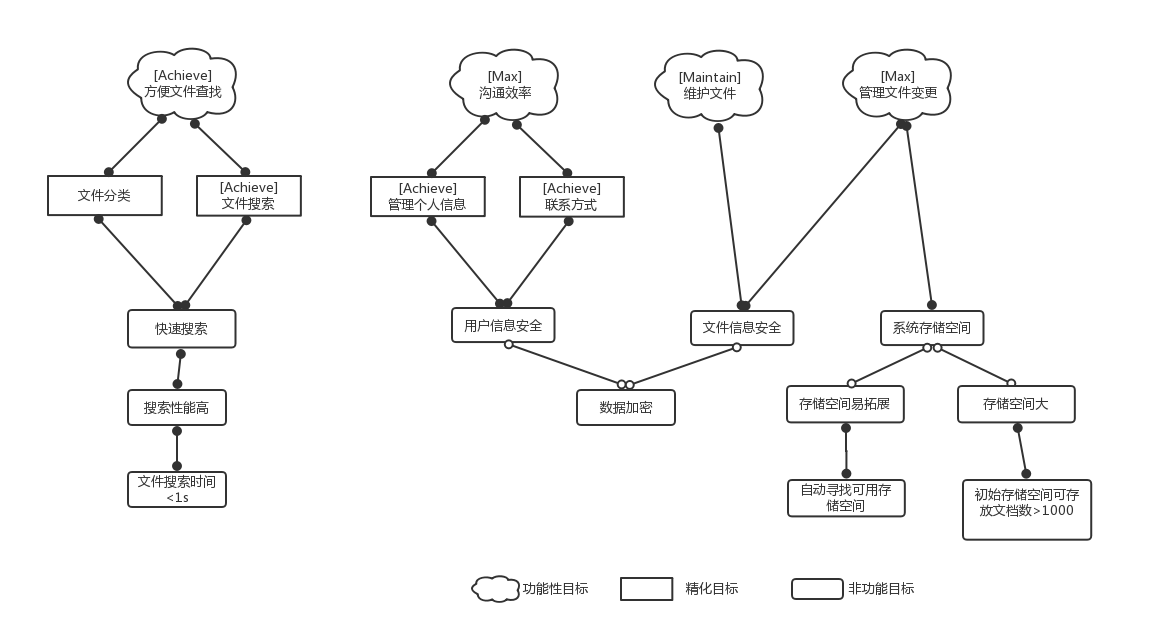 [Achieve]
方便文件查找
[Max]
沟通效率
[Maintain]
维护文件
[Max]
管理文件变更
文件分类
[Achieve]
文件搜索
[Achieve]
管理个人信息
[Achieve]
联系方式
快速搜索
用户信息安全
文件信息安全
系统存储空间
搜索性能高
数据加密
存储空间易拓展
存储空间大
文件搜索时间
<1s
自动寻找可用存
储空间
初始存储空间可存
放文档数>1000
功能性目标
精化目标
非功能目标